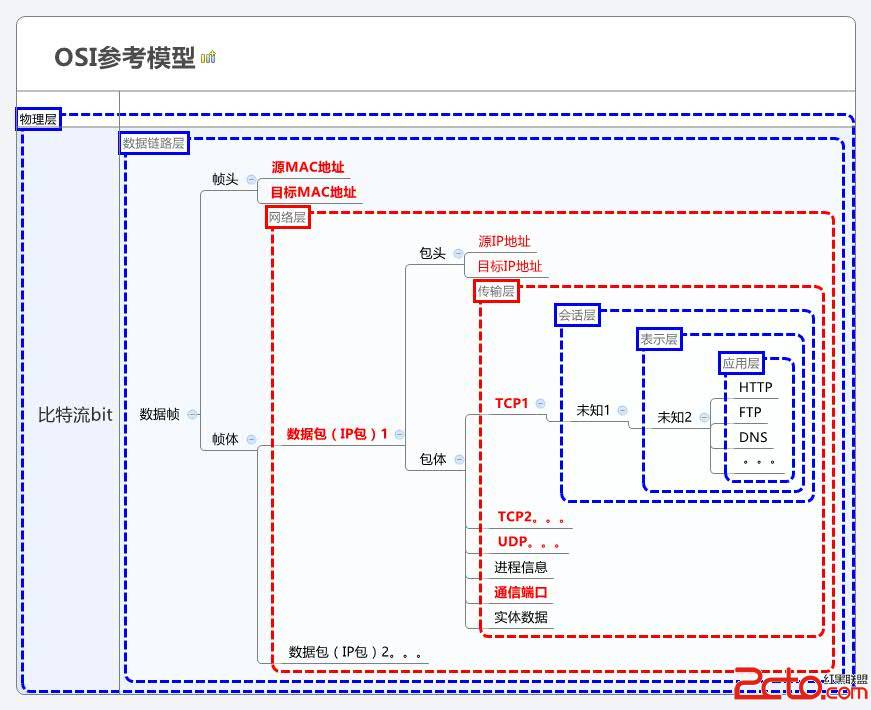 OSI参考模型
物理层
数据链路层
帧头
源MAC地址
目标MAC地址
网络层
包头
源IP地址
目标IP地址
传输层
会话层
表示层
应用层
HTTP
FTP
DNS
。。。
未知2
未知1
TCP1
比特流bit
数据帧
帧体
数据包（IP包）1
包体
TCP2。。。
UDP。。。
进程信息
通信端口
实体数据
数据包（IP包）2。。。
2cto.com
红黑联盟